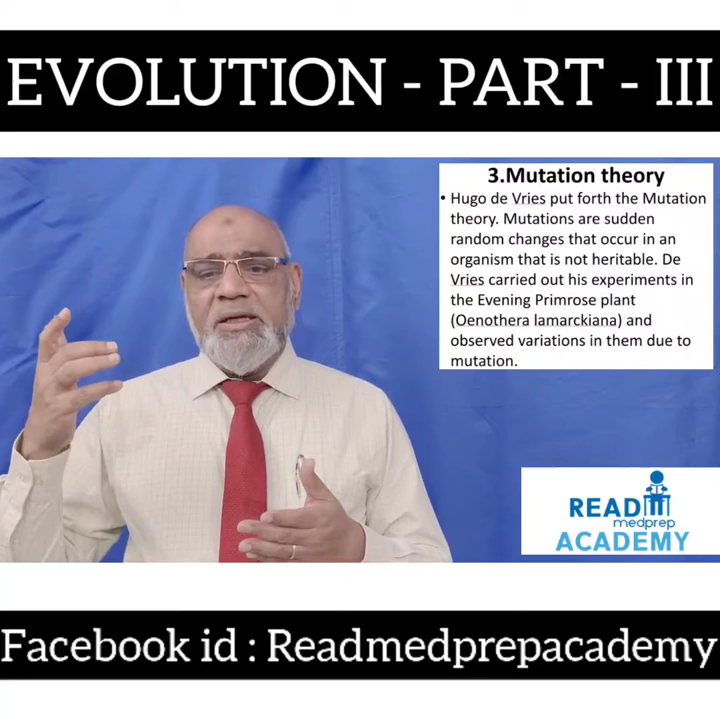 EVOLUTION - PART - III
3.Mutation theory
• Hugo de Vries put forth the Mutation
theory. Mutations are sudden
random changes that occur in an
organism that is not heritable. De
Vries carried out his experiments in
the Evening Primrose plant
(Oenothera lamarckiana) and
observed variations in them due to
mutation.
READ
medprep
ACADEMY
Facebook id : Readmedprepacademy